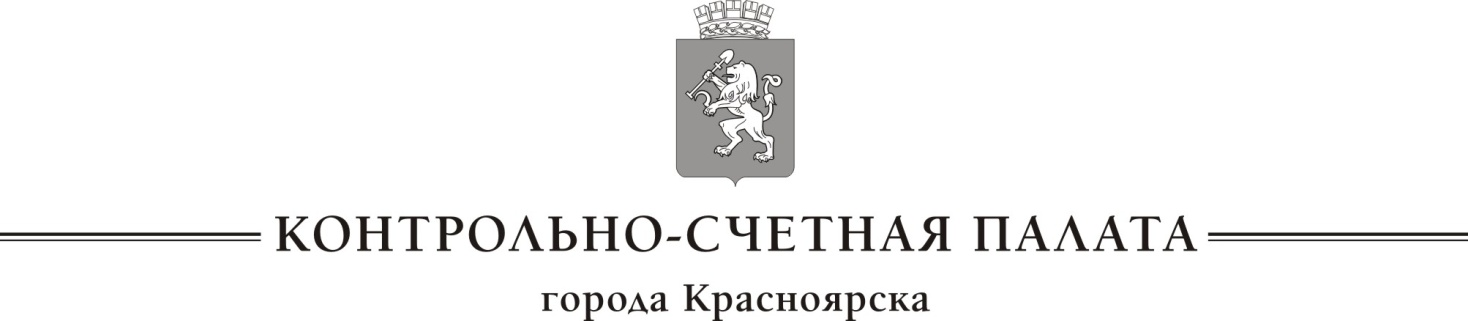 КОНТРОЛЬНО-СЧЕТНАЯ ПАЛАТА
города Красноярска